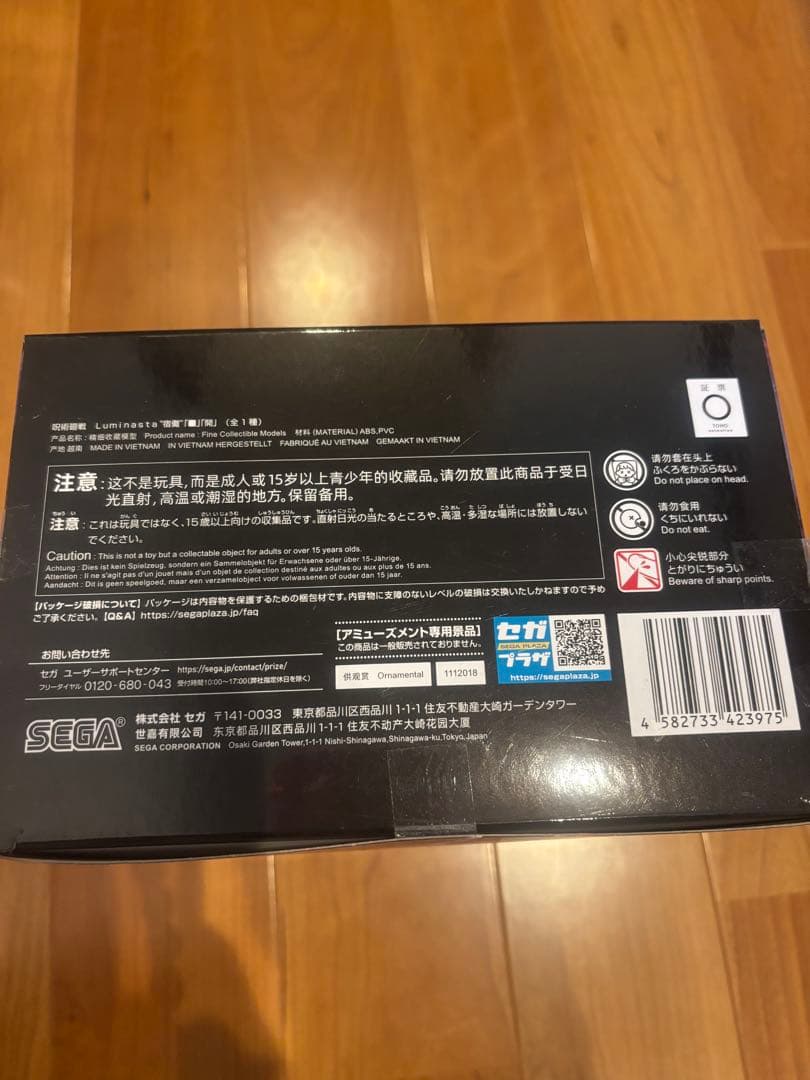 呪術廻戦 Luminasta "宿儺"「■」「開」 (全1種)
产品名称:精细收藏模型 Product name : Fine Collectible Models 材料 (MATERIAL) ABS,PVC
产地 越南 MADE IN VIETNAM IN VIETNAM HERGESTELLT FABRIQUÉ AU VIETNAM GEMAAKT IN VIETNAM
注意:这不是玩具,而是成人或15岁以上青少年的收藏品。请勿放置此商品于受日
光直射,高温或潮湿的地方。保留备用。
注意:これは玩具ではなく、15歳以上向けの収集品です。直射日光の当たるところや、高温・多湿な場所には放置しない
でください。
Caution : This is not a toy but a collectable object for adults or over 15 years olds.
Achtung : Dies ist kein Spielzeug, sondern ein Sammelobjekt für Erwachsene oder über 15-Jährige.
Attention : Il ne s'agit pas d'un jouet mais d'un objet de collection destiné aux adultes ou aux plus de 15 ans.
Aandacht : Dit is geen speelgoed, maar een verzamelobject voor volwassenen of ouder dan 15 jaar.
【パッケージ破損について】パッケージは内容物を保護するための梱包材です。内容物に支障のないレベルの破損は交換いたしかねますので予め
ご了承ください。【Q&A】https://segaplaza.jp/faq
お問い合わせ先
セガ ユーザーサポートセンター https://sega.jp/contact/prize/
フリーダイヤル 0120-680-043 受付時間10:00~17:00(弊社指定休日を除く)
【アミューズメント専用景品】
この商品は一般販売されておりません。
供观赏 Ornamental 1112018
セガ
SEGA PLAZA
プラザ
https://segaplaza.jp
SEGA®
株式会社 セガ 〒141-0033 東京都品川区西品川 1-1-1 住友不動産大崎ガーデンタワー
世嘉有限公司 东京都品川区西品川 1-1-1 住友不动产大崎花园大厦
SEGA CORPORATION Osaki Garden Tower,1-1-1 Nishi-Shinagawa,Shinagawa-ku,Tokyo,Japan
証票
TOHO
请勿套在头上
ふくろをかぶらない
Do not place on head.
请勿食用
くちにいれない
Do not eat.
小心尖锐部分
とがりにちゅうい
Beware of sharp points.
4 582733 423975